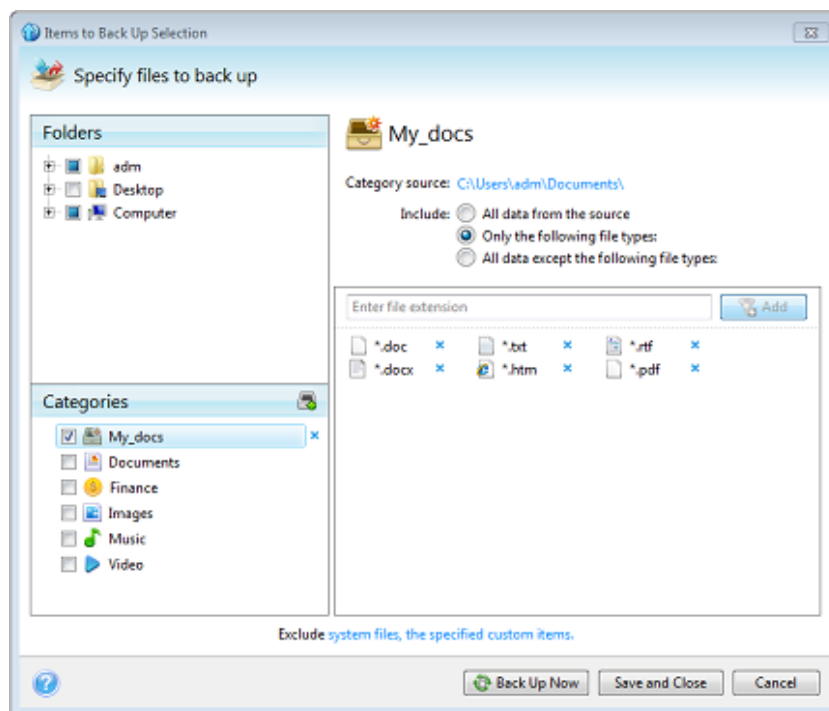 Items to Back Up Selection
Specify files to back up
Folders
adm
Desktop
Computer
Categories
My_docs
Documents
Finance
Images
Music
Video
My_docs
Category source: C:\Users\adm\Documents\
Include: All data from the source
Only the following file types:
All data except the following file types:
Enter file extension Add
*.doc *.txt *.rtf
*.docx *.htm *.pdf
Exclude system files, the specified custom items.
Back Up Now Save and Close Cancel